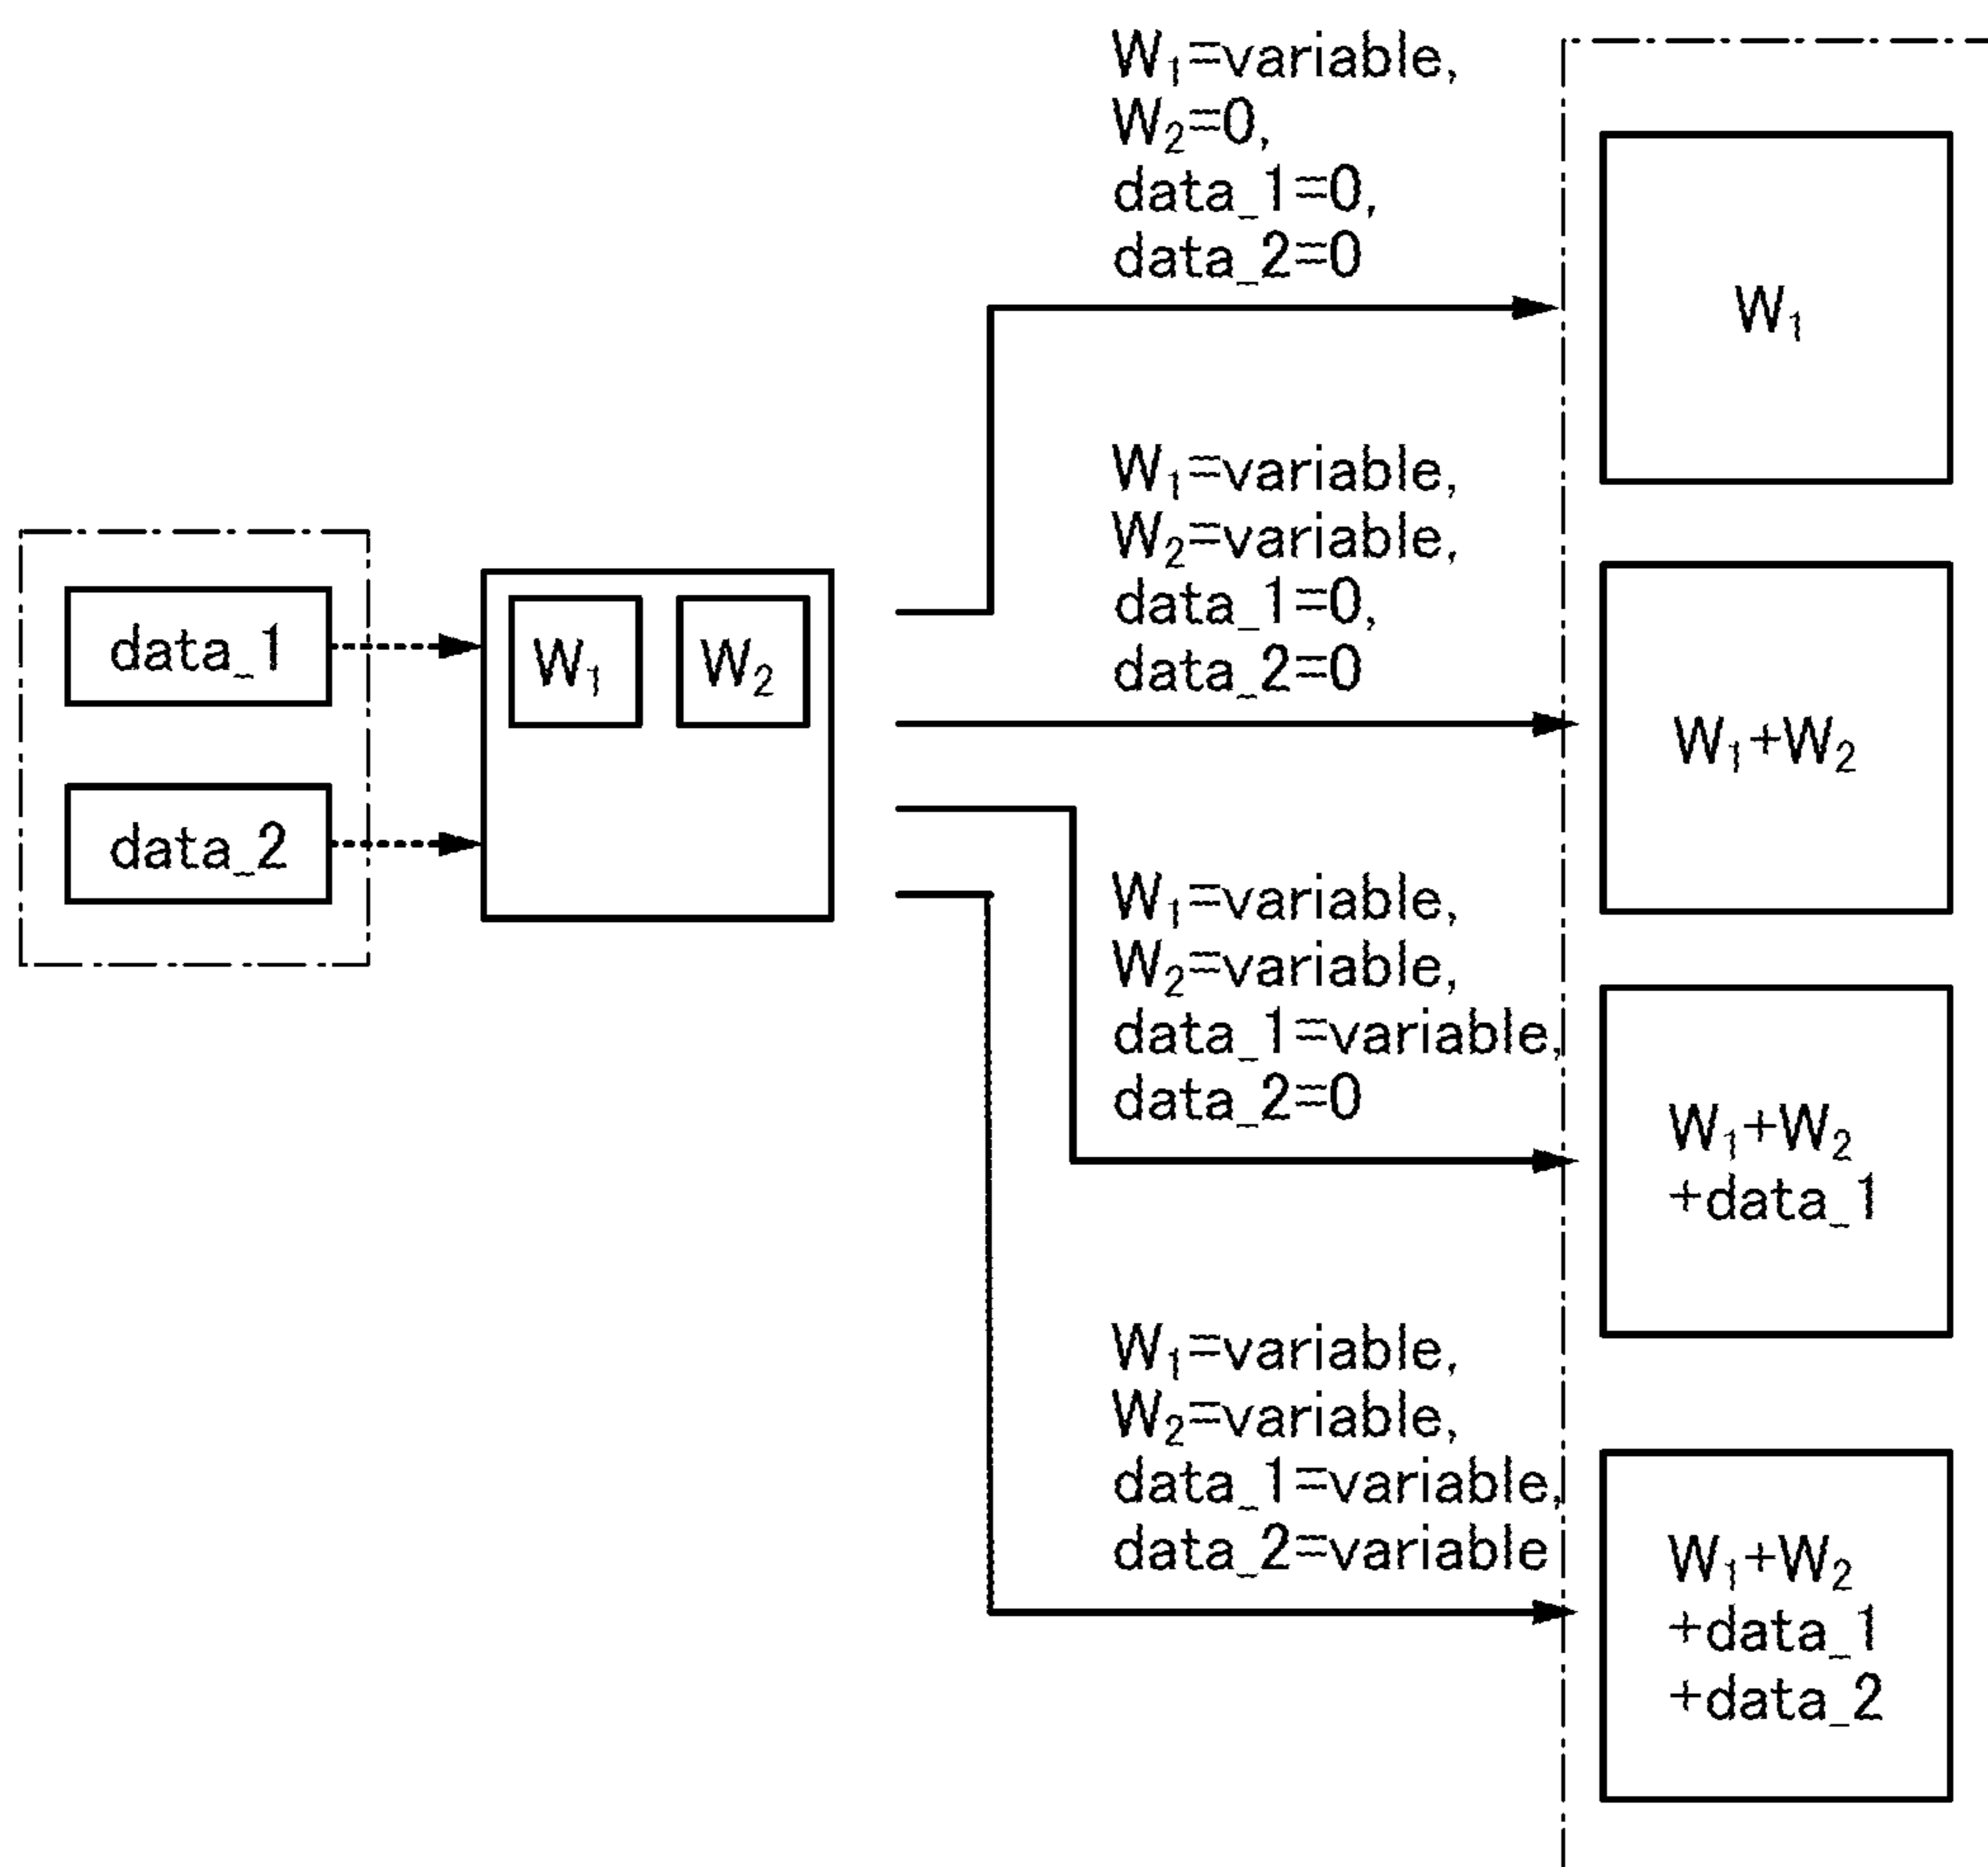 W₁=variable,
W₂=0,
data_1=0,
data_2=0
W₁
W₁=variable,
W₂=variable,
data_1=0,
data_2=0
W₁+W₂
data_1
data_2
W₁
W₂
W₁=variable,
W₂=variable,
data_1=variable,
data_2=0
W₁+W₂
+data_1
W₁=variable,
W₂=variable,
data_1=variable,
data_2=variable
W₁+W₂
+data_1
+data_2